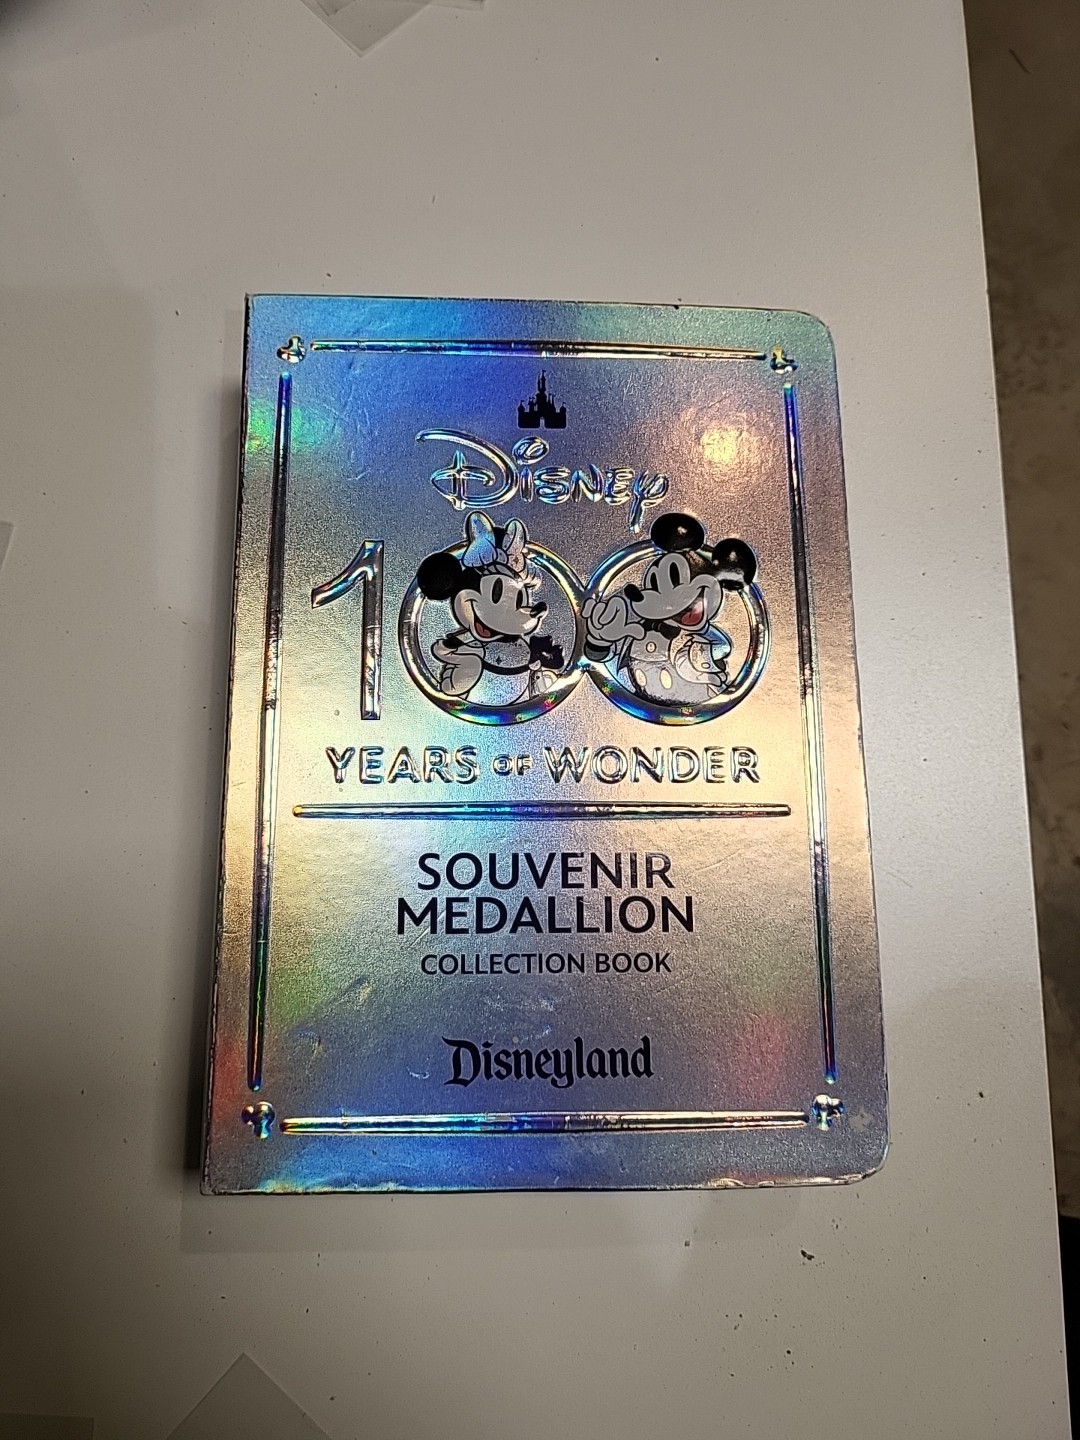 Disney
100
YEARS OF WONDER
SOUVENIR
MEDALLION
COLLECTION BOOK
Disneyland